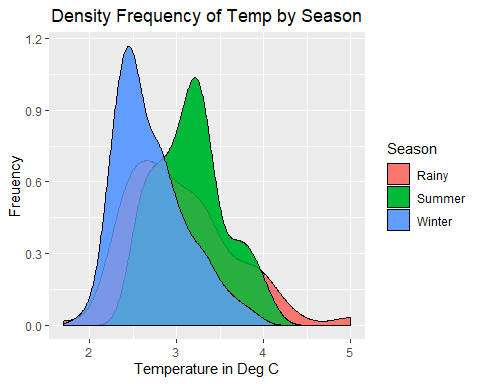 Density Frequency of Temp by Season
1.2
0.9
0.6
0.3
0.0
Freuency
2 3 4 5
Temperature in Deg C
Season
Rainy
Summer
Winter